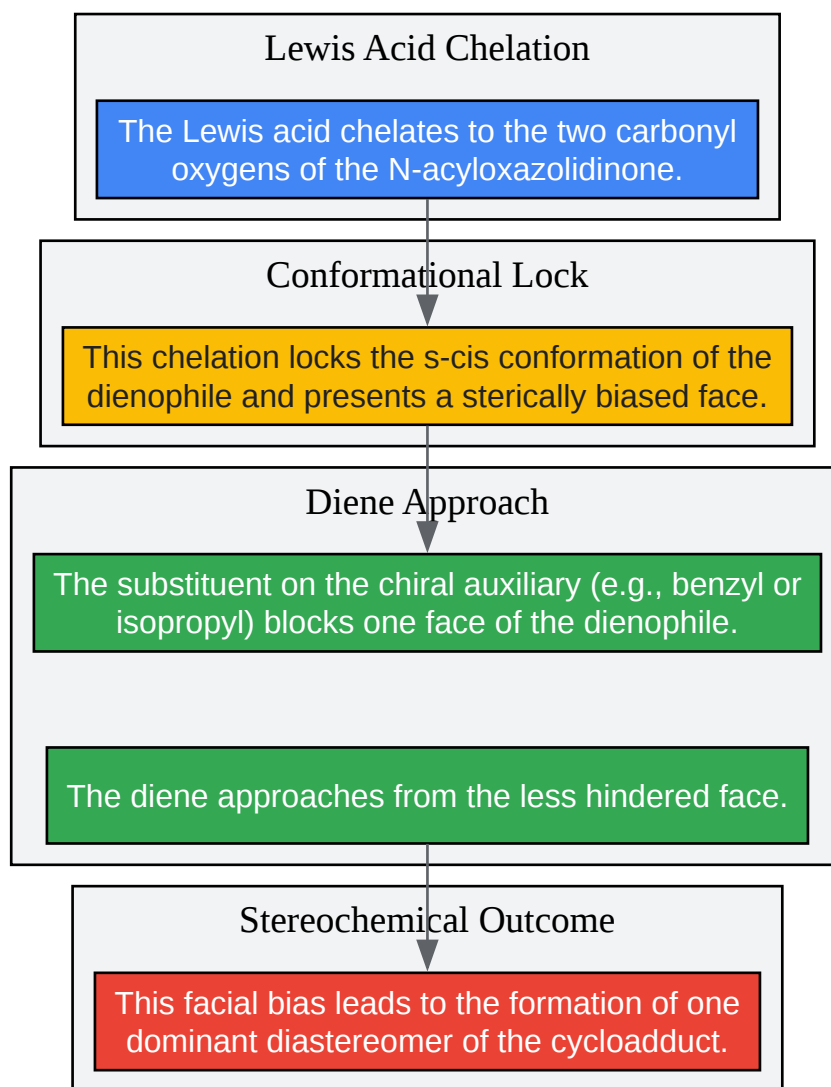 Lewis Acid Chelation
The Lewis acid chelates to the two carbonyl
oxygens of the N-acyloxazolidinone.
Conformational Lock
This chelation locks the s-cis conformation of the
dienophile and presents a sterically biased face.
Diene Approach
The substituent on the chiral auxiliary (e.g., benzyl or
isopropyl) blocks one face of the dienophile.
The diene approaches from the less hindered face.
Stereochemical Outcome
This facial bias leads to the formation of one
dominant diastereomer of the cycloadduct.